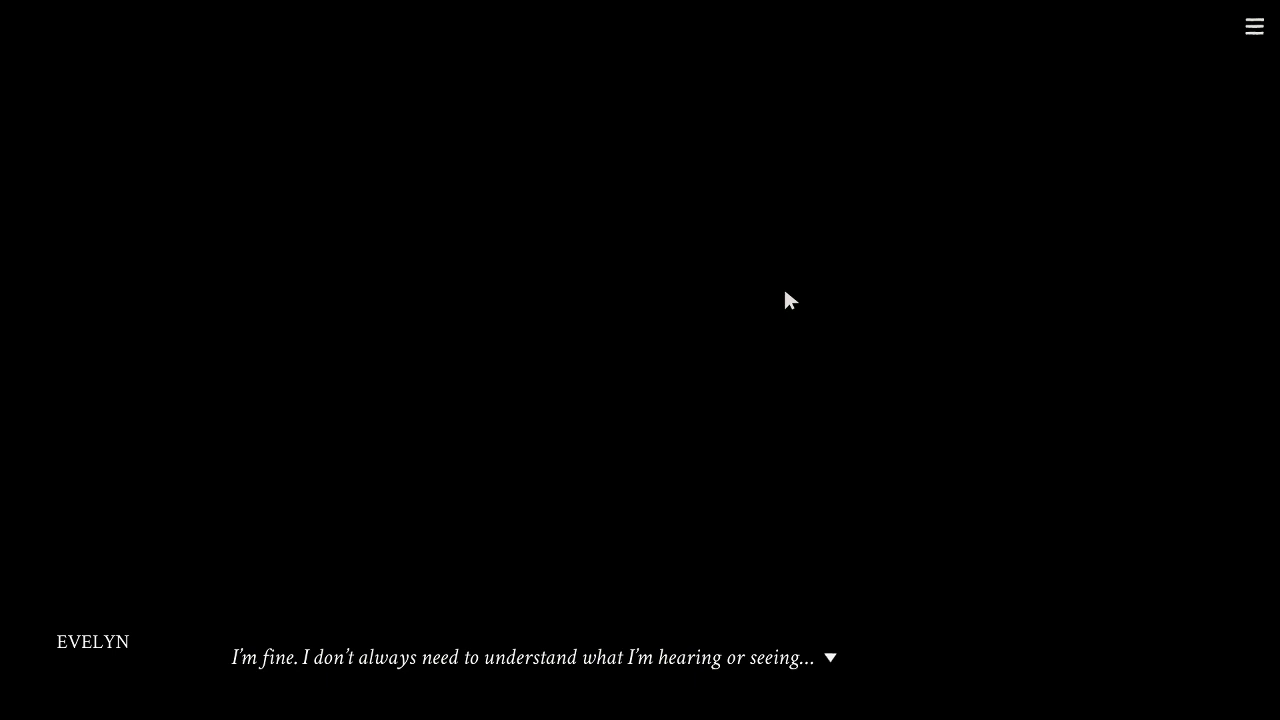 EVELYN
I'm fine. I don't always need to understand what I'm hearing or seeing...